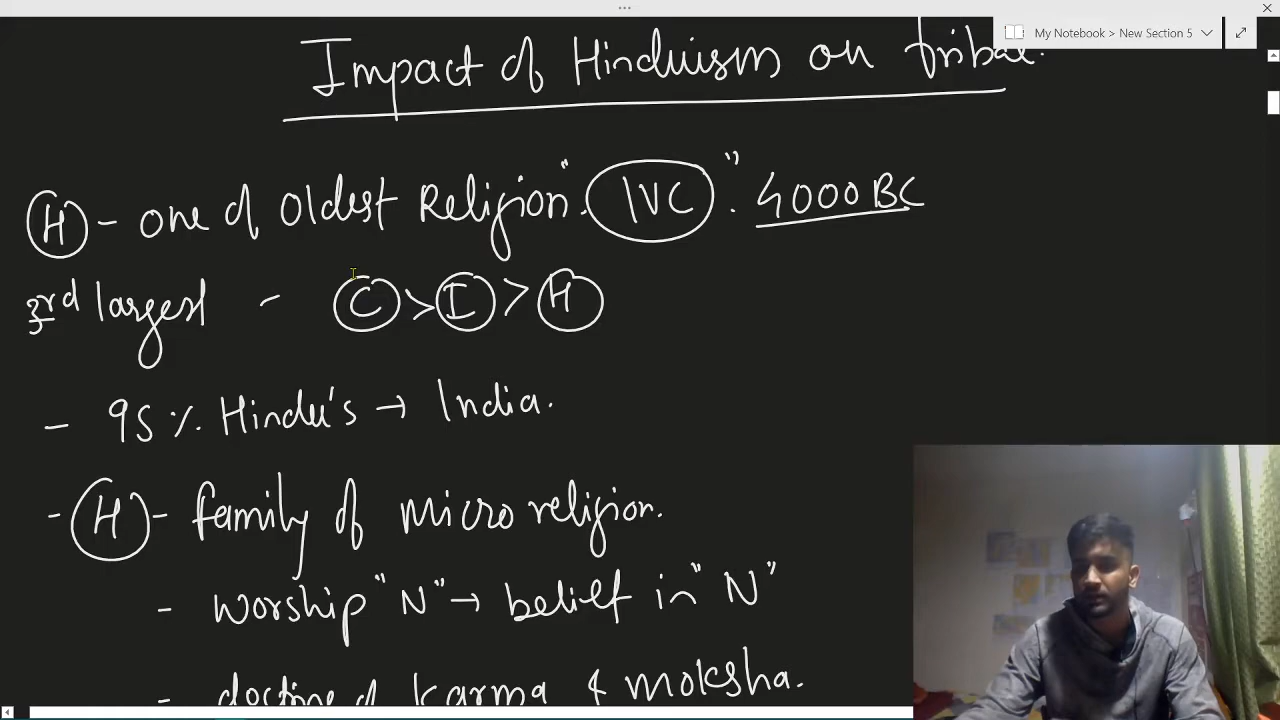 My Notebook > New Section 5
Impact of Hinduism on tribal.
H - one of Oldest Religion. "IVC". 4000 BC
3rd largest - C > I > H
- 95 % Hindu's → India.
- H - family of micro religion.
- worship "N" → belief in "N"
- doctine of karma & moksha.